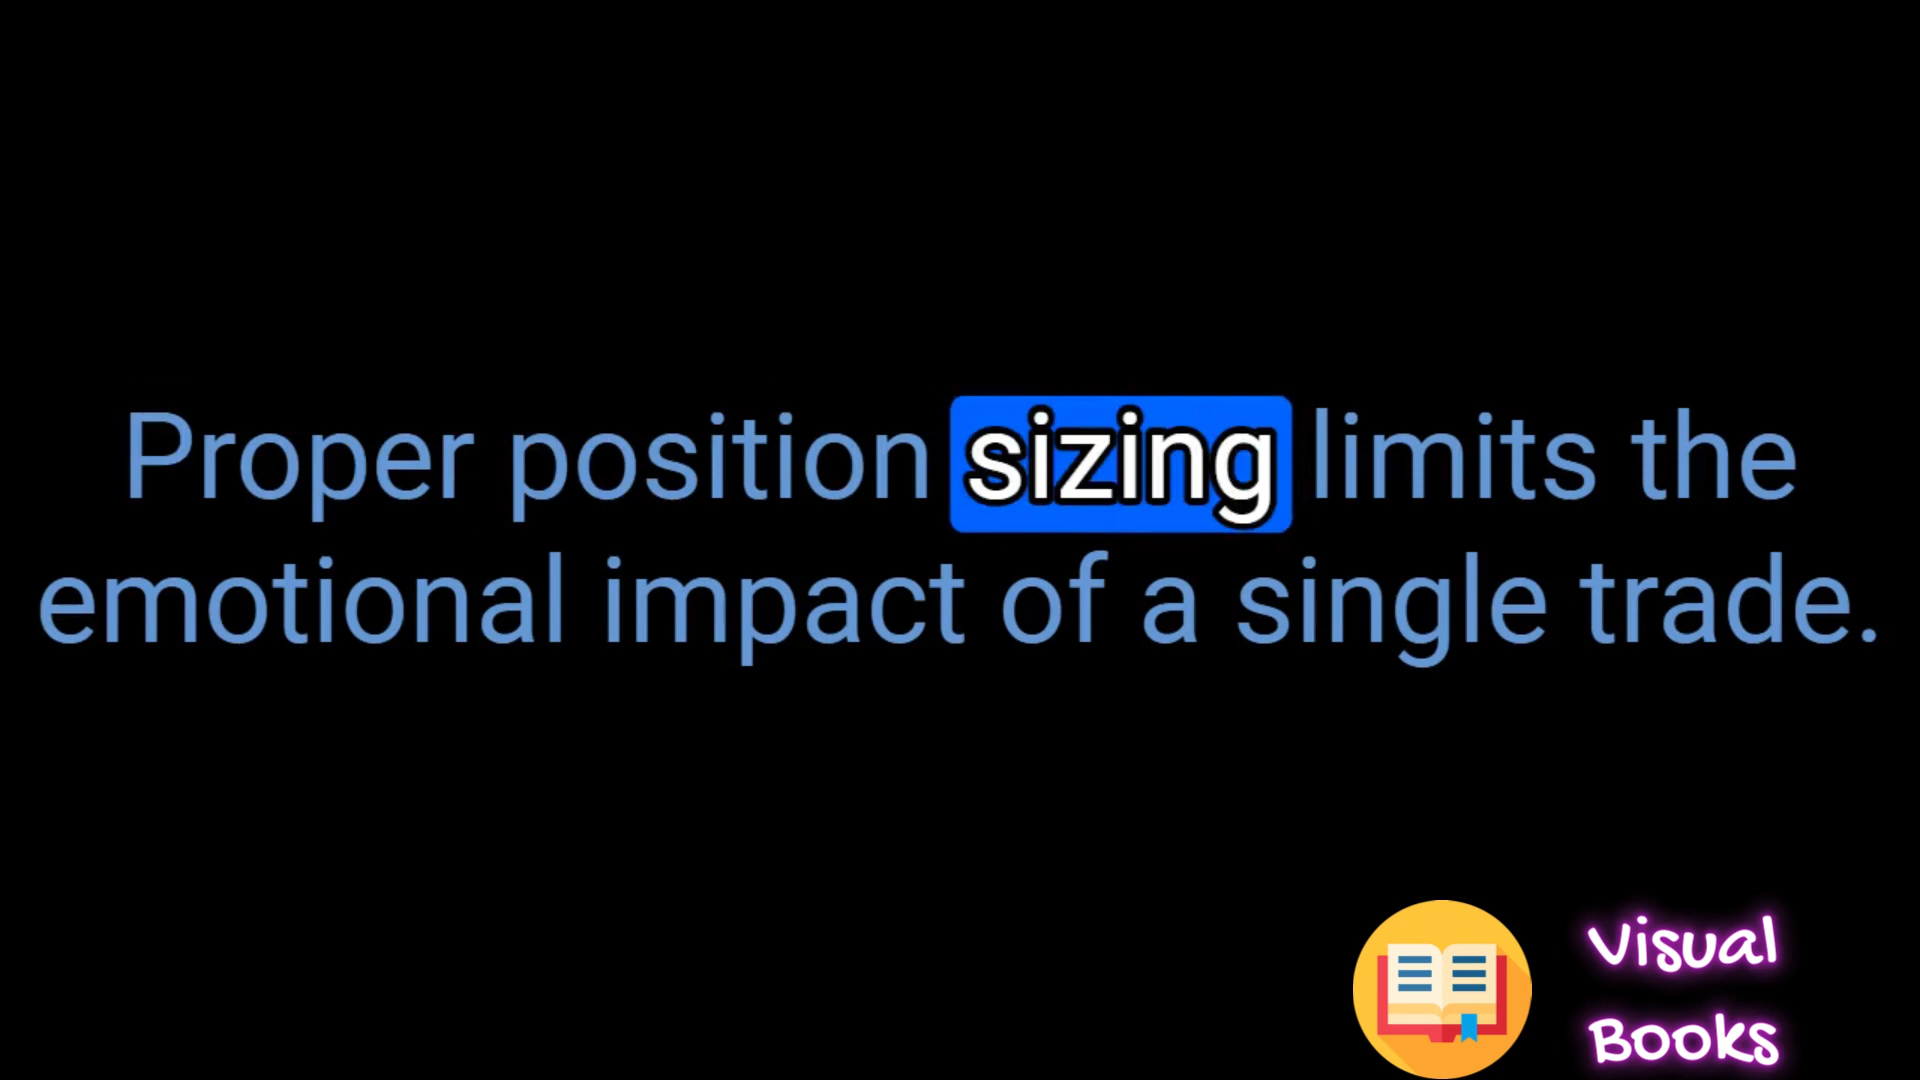 Proper position sizing limits the
emotional impact of a single trade.
Visual
Books